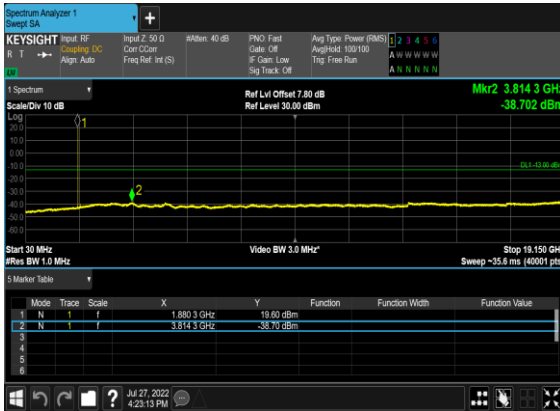 Spectrum Analyzer 1
Swept SA
+
KEYSIGHT Input: RF Input Z: 50 Ω #Atten: 40 dB PNO: Fast Avg Type: Power (RMS) 1 2 3 4 5 6
R T Coupling: DC Corr CCorr Gate: Off Avg|Hold: 100/100 A W W W W W
Align: Auto Freq Ref: Int (S) IF Gain: Low Trig: Free Run
LXI Sig Track: Off A N N N N N
1 Spectrum Ref Lvl Offset 7.80 dB Mkr2 3.814 3 GHz
Scale/Div 10 dB Ref Level 30.00 dBm -38.702 dBm
Log
1
20.0
10.0
0.00
-10.0
DL1 -13.00 dBm
-20.0
-30.0
2
-40.0
-50.0
-60.0
Start 30 MHz Video BW 3.0 MHz* Stop 19.150 GH
#Res BW 1.0 MHz Sweep ~35.6 ms (40001 pts
5 Marker Table
Mode Trace Scale X Y Function Function Width Function Value
1 N 1 f 1.880 3 GHz 19.60 dBm
2 N 1 f 3.814 3 GHz -38.70 dBm
3
4
5
6
? Jul 27, 2022
4:23:13 PM